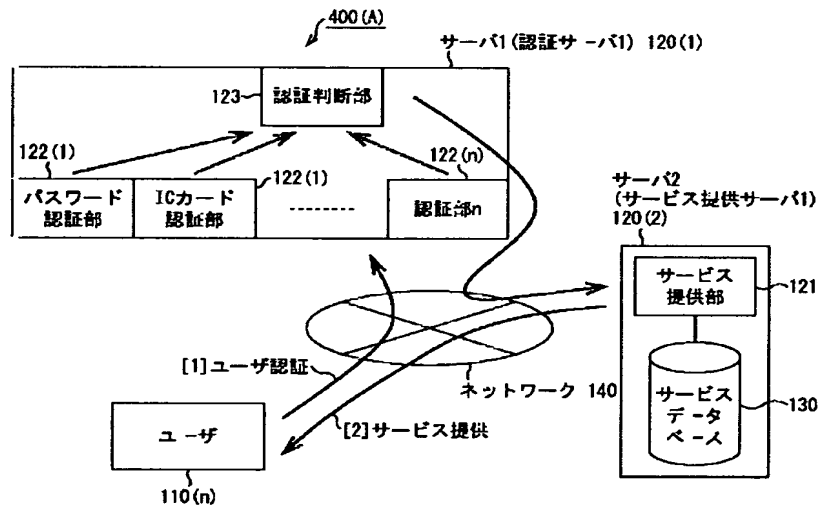 400(A)
サーバ1(認証サーバ1) 120(1)
123
認証判断部
122(1)
122(1)
122(n)
パスワード
認証部
ICカード
認証部
認証部n
サーバ2
(サービス提供サーバ1)
120(2)
サービス
提供部
121
[1]ユーザ認証
ネットワーク 140
サービス
データ
ベース
130
[2]サービス提供
ユーザ
110(n)